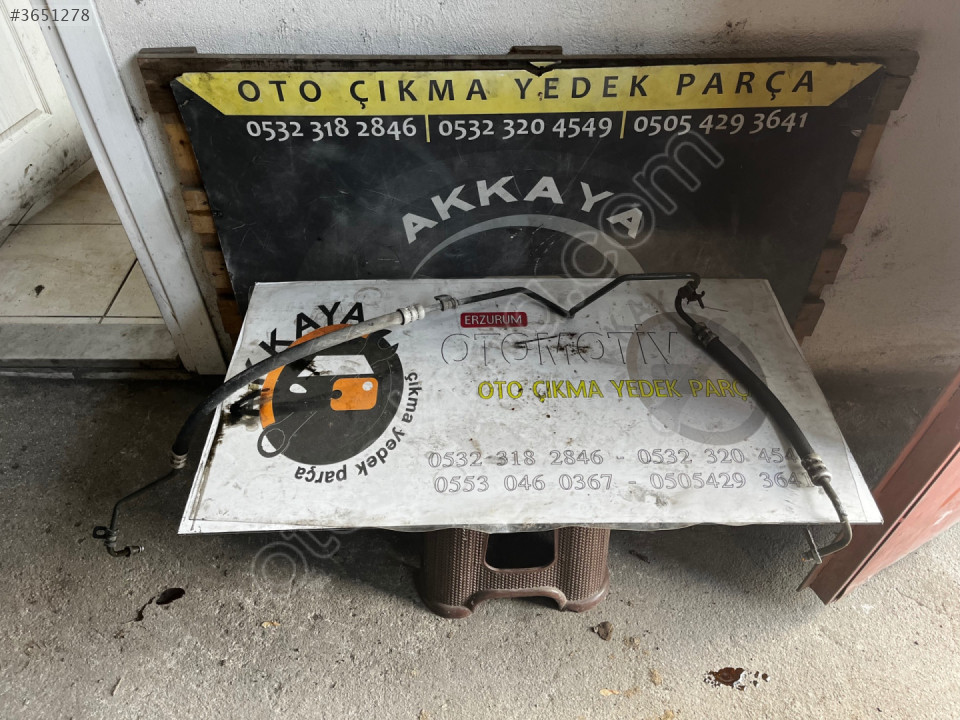 #3651278
OTO ÇIKMA YEDEK PARÇA
0532 318 2846 | 0532 320 4549 | 0505 429 3641
AKKAYA
KAYA
ERZURUM
OTOMOTİV
OTO ÇIKMA YEDEK PARÇ
çıkma yedek parça
0532 318 2846 - 0532 320 454
0553 046 0367 - 0505429 364